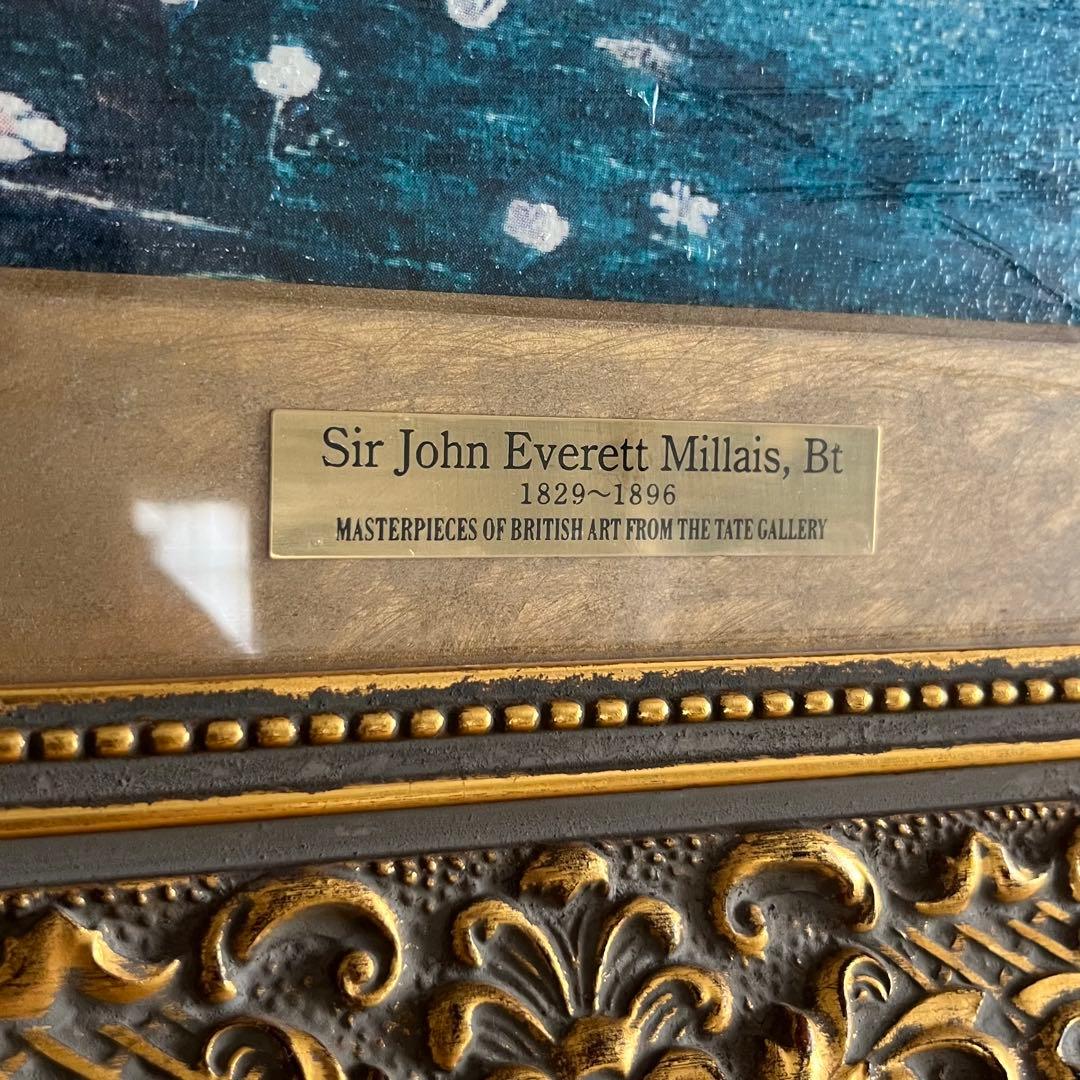 Sir John Everett Millais, Bt
1829～1896
MASTERPIECES OF BRITISH ART FROM THE TATE GALLERY